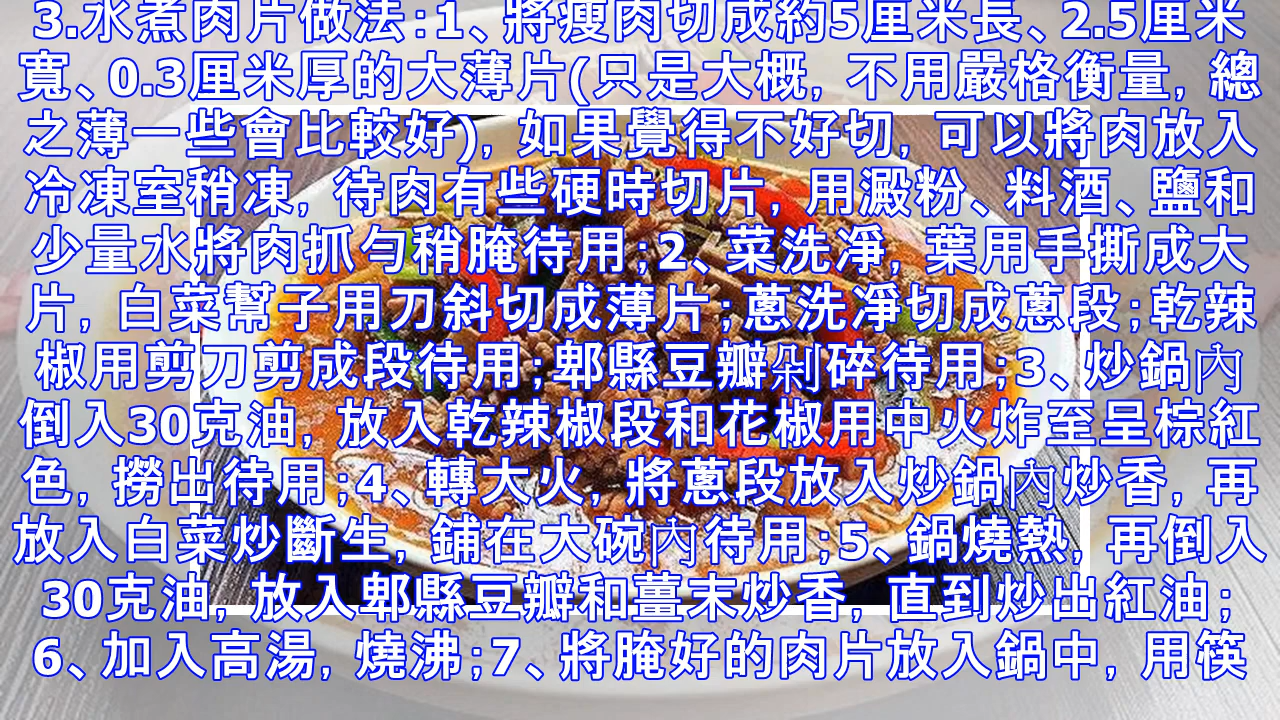 3.水煮肉片做法:1、將瘦肉切成約5厘米長、2.5厘米
寬、0.3厘米厚的大薄片(只是大概, 不用嚴格衡量, 總
之薄一些會比較好), 如果覺得不好切, 可以將肉放入
冷凍室稍凍, 待肉有些硬時切片, 用澱粉、料酒、鹽和
少量水將肉抓勻稍腌待用;2、菜洗淨, 葉用手撕成大
片, 白菜幫子用刀斜切成薄片;蔥洗凈切成蔥段;乾辣
椒用剪刀剪成段待用;郫縣豆瓣剁碎待用;3、炒鍋內
倒入30克油, 放入乾辣椒段和花椒用中火炸至呈棕紅
色, 撈出待用;4、轉大火, 將蔥段放入炒鍋內炒香, 再
放入白菜炒斷生, 鋪在大碗內待用;5、鍋燒熱, 再倒入
30克油, 放入郫縣豆瓣和薑末炒香, 直到炒出紅油;
6、加入高湯, 燒沸;7、將腌好的肉片放入鍋中, 用筷